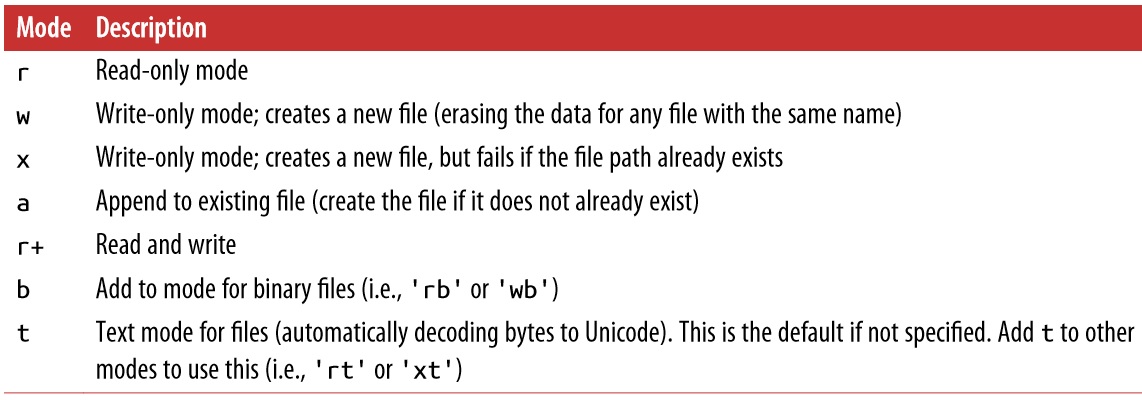 Mode Description
r Read-only mode
w Write-only mode; creates a new file (erasing the data for any file with the same name)
x Write-only mode; creates a new file, but fails if the file path already exists
a Append to existing file (create the file if it does not already exist)
r+ Read and write
b Add to mode for binary files (i.e., 'rb' or 'wb')
t Text mode for files (automatically decoding bytes to Unicode). This is the default if not specified. Add t to other
modes to use this (i.e., 'rt' or 'xt')